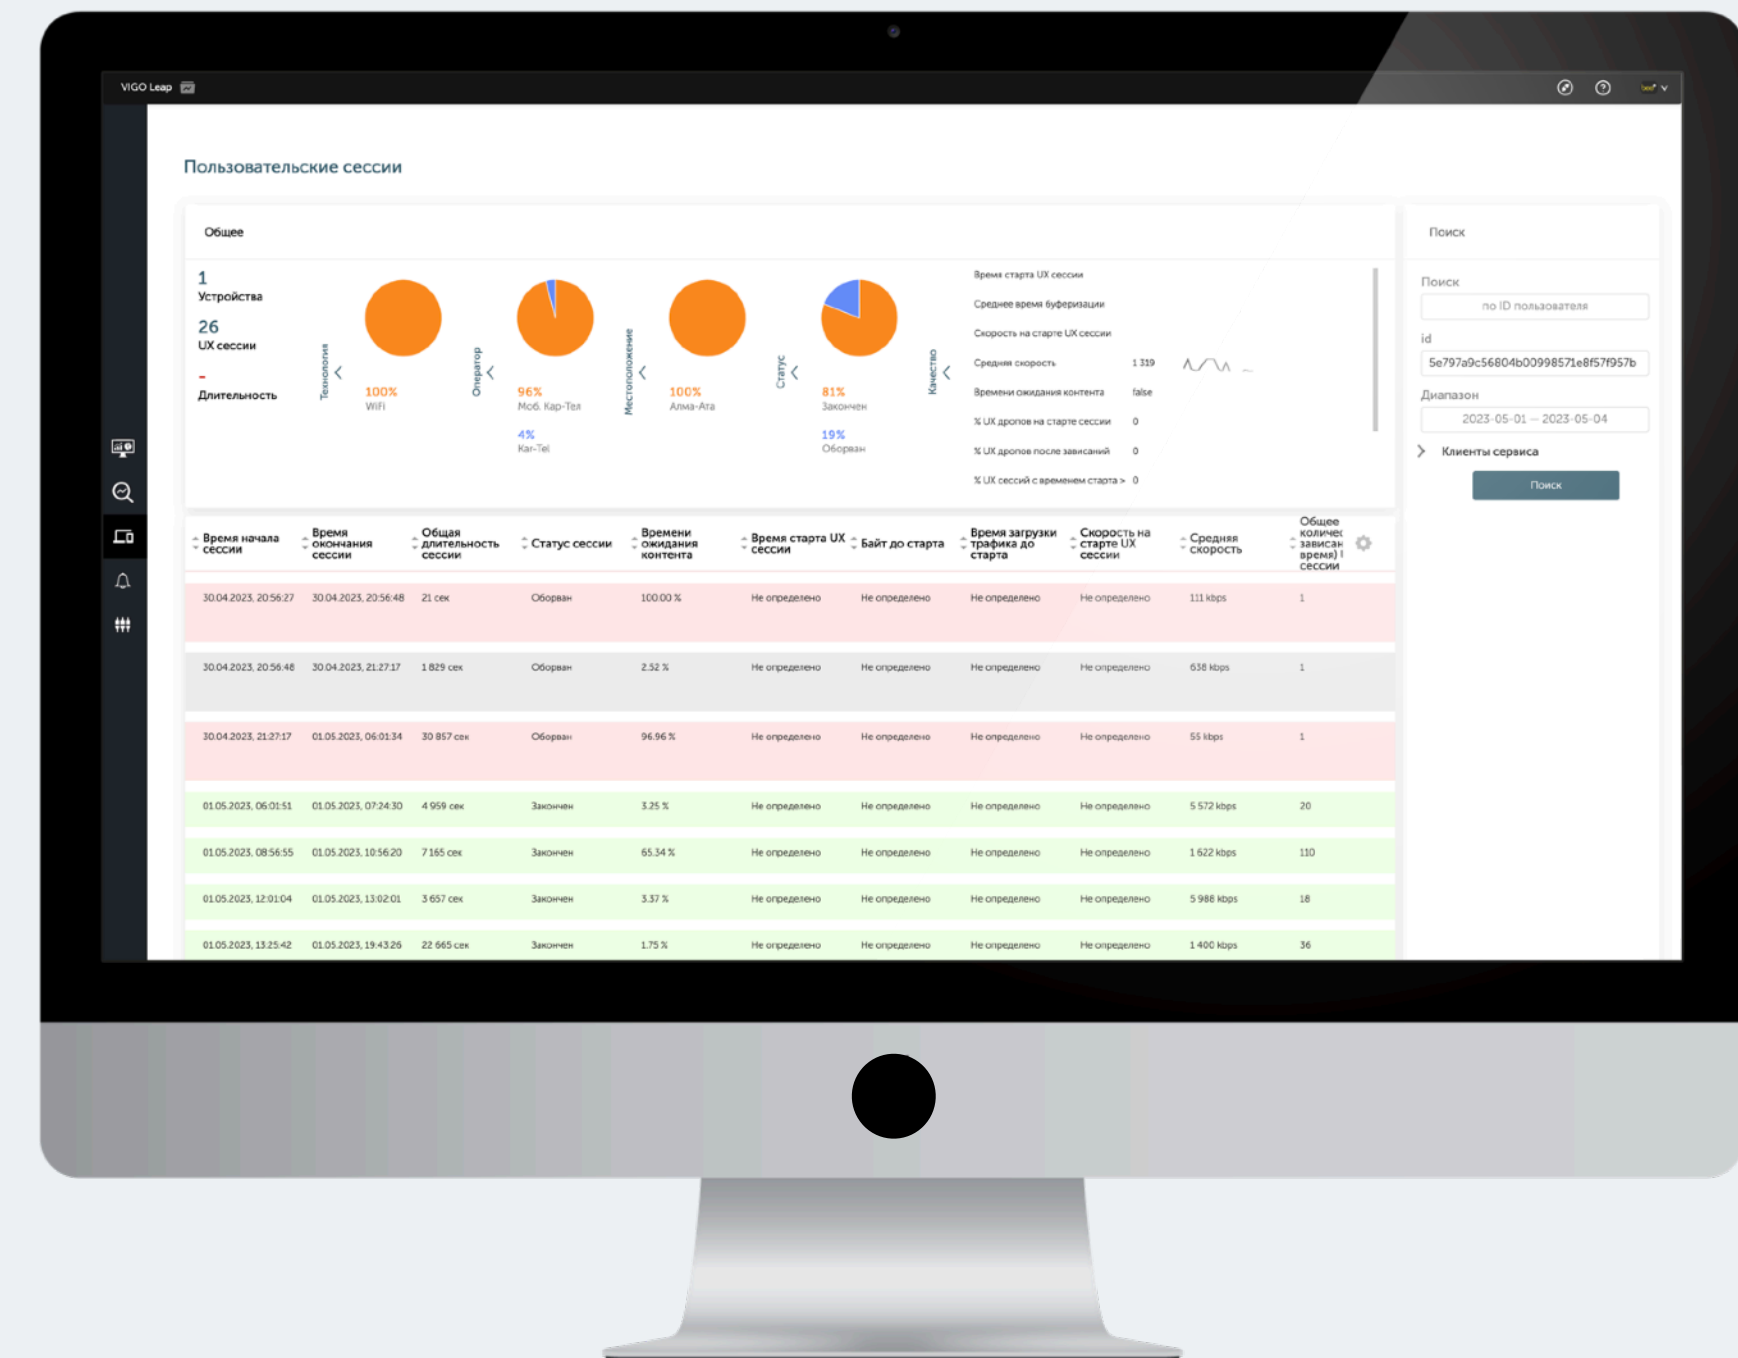 VIGO Leap
Пользовательские сессии
Общее
1
Устройства
26
UX сессии
-
Длительность
Технология
100%
WiFi
Оператор
96%
Моб. Кар-Тел
4%
Kar-Tel
Местоположение
100%
Алма-Ата
Статус
81%
Закончен
19%
Оборван
Качество
Время старта UX сессии
Среднее время буферизации
Скорость на старте UX сессии
Средняя скорость 1 319
Времени ожидания контента false
% UX дропов на старте сессии 0
% UX дропов после зависаний 0
% UX сессий с временем старта > 0
Поиск
Поиск
по ID пользователя
id
5e797a9c56804b00998571e8f57f957b
Диапазон
2023-05-01 — 2023-05-04
Клиенты сервиса
Поиск
Время начала
сессии
Время
окончания
сессии
Общая
длительность
сессии
Статус сессии
Времени
ожидания
контента
Время старта UX
сессии
Байт до старта
Время загрузки
трафика до
старта
Скорость на
старте UX
сессии
Средняя
скорость
Общее
количес
зависан
время) I
сессии
30.04.2023, 20:56:27 30.04.2023, 20:56:48 21 сек Оборван 100.00 % Не определено Не определено Не определено Не определено 111 kbps 1
30.04.2023, 20:56:48 30.04.2023, 21:27:17 1 829 сек Оборван 2.52 % Не определено Не определено Не определено Не определено 638 kbps 1
30.04.2023, 21:27:17 01.05.2023, 06:01:34 30 857 сек Оборван 96.96 % Не определено Не определено Не определено Не определено 55 kbps 1
01.05.2023, 06:01:51 01.05.2023, 07:24:30 4 959 сек Закончен 3.25 % Не определено Не определено Не определено Не определено 5 572 kbps 20
01.05.2023, 08:56:55 01.05.2023, 10:56:20 7 165 сек Закончен 65.34 % Не определено Не определено Не определено Не определено 1 622 kbps 110
01.05.2023, 12:01:04 01.05.2023, 13:02:01 3 657 сек Закончен 3.37 % Не определено Не определено Не определено Не определено 5 988 kbps 18
01.05.2023, 13:25:42 01.05.2023, 19:43:26 22 665 сек Закончен 1.75 % Не определено Не определено Не определено Не определено 1 400 kbps 36